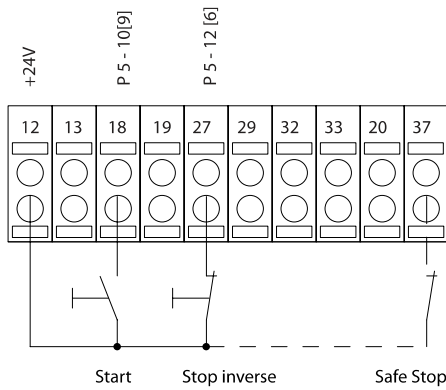 +24V
P 5 - 10[9]
P 5 - 12 [6]
12 13 18 19 27 29 32 33 20 37
Start Stop inverse Safe Stop